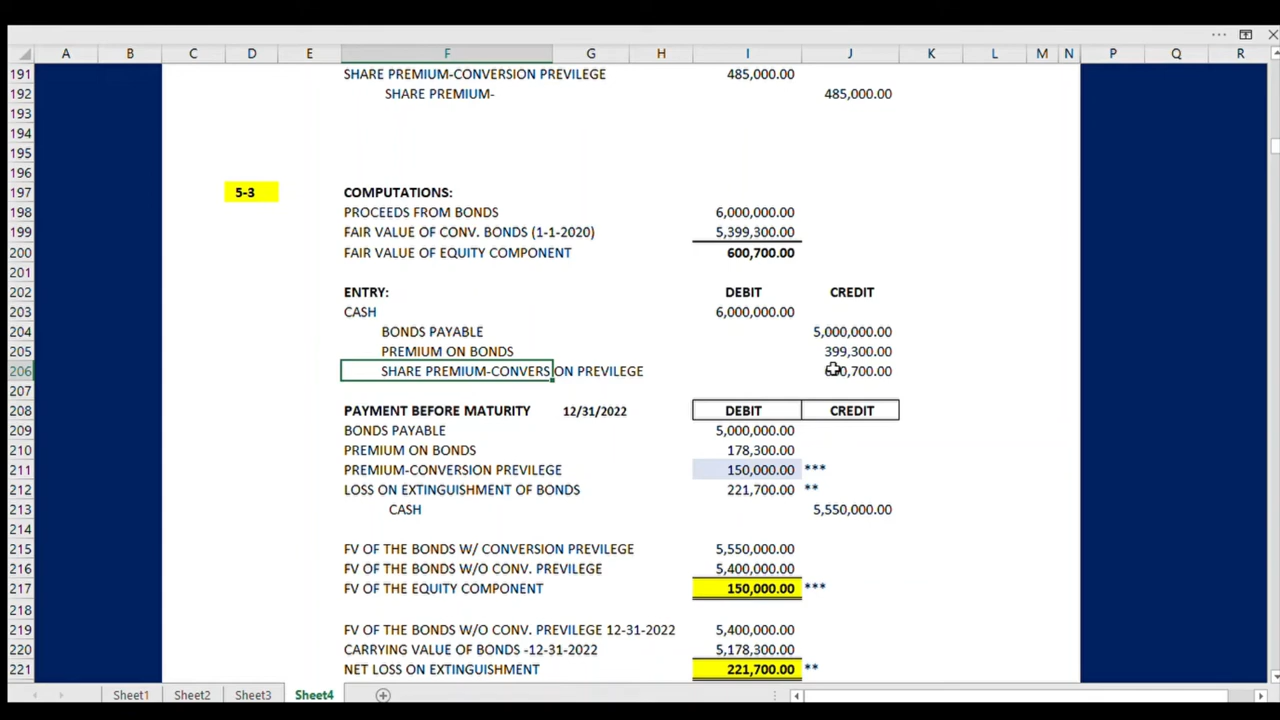 A B C D E F G H I J K L M N P Q R
191 SHARE PREMIUM-CONVERSION PREVILEGE 485,000.00
192 SHARE PREMIUM- 485,000.00
193
194
195
196
197 5-3 COMPUTATIONS:
198 PROCEEDS FROM BONDS 6,000,000.00
199 FAIR VALUE OF CONV. BONDS (1-1-2020) 5,399,300.00
200 FAIR VALUE OF EQUITY COMPONENT 600,700.00
201
202 ENTRY: DEBIT CREDIT
203 CASH 6,000,000.00
204 BONDS PAYABLE 5,000,000.00
205 PREMIUM ON BONDS 399,300.00
206 SHARE PREMIUM-CONVERSION PREVILEGE 600,700.00
207
208 PAYMENT BEFORE MATURITY 12/31/2022 DEBIT CREDIT
209 BONDS PAYABLE 5,000,000.00
210 PREMIUM ON BONDS 178,300.00
211 PREMIUM-CONVERSION PREVILEGE 150,000.00 ***
212 LOSS ON EXTINGUISHMENT OF BONDS 221,700.00 **
213 CASH 5,550,000.00
214
215 FV OF THE BONDS W/ CONVERSION PREVILEGE 5,550,000.00
216 FV OF THE BONDS W/O CONV. PREVILEGE 5,400,000.00
217 FV OF THE EQUITY COMPONENT 150,000.00 ***
218
219 FV OF THE BONDS W/O CONV. PREVILEGE 12-31-2022 5,400,000.00
220 CARRYING VALUE OF BONDS -12-31-2022 5,178,300.00
221 NET LOSS ON EXTINGUISHMENT 221,700.00 **
Sheet1 Sheet2 Sheet3 Sheet4